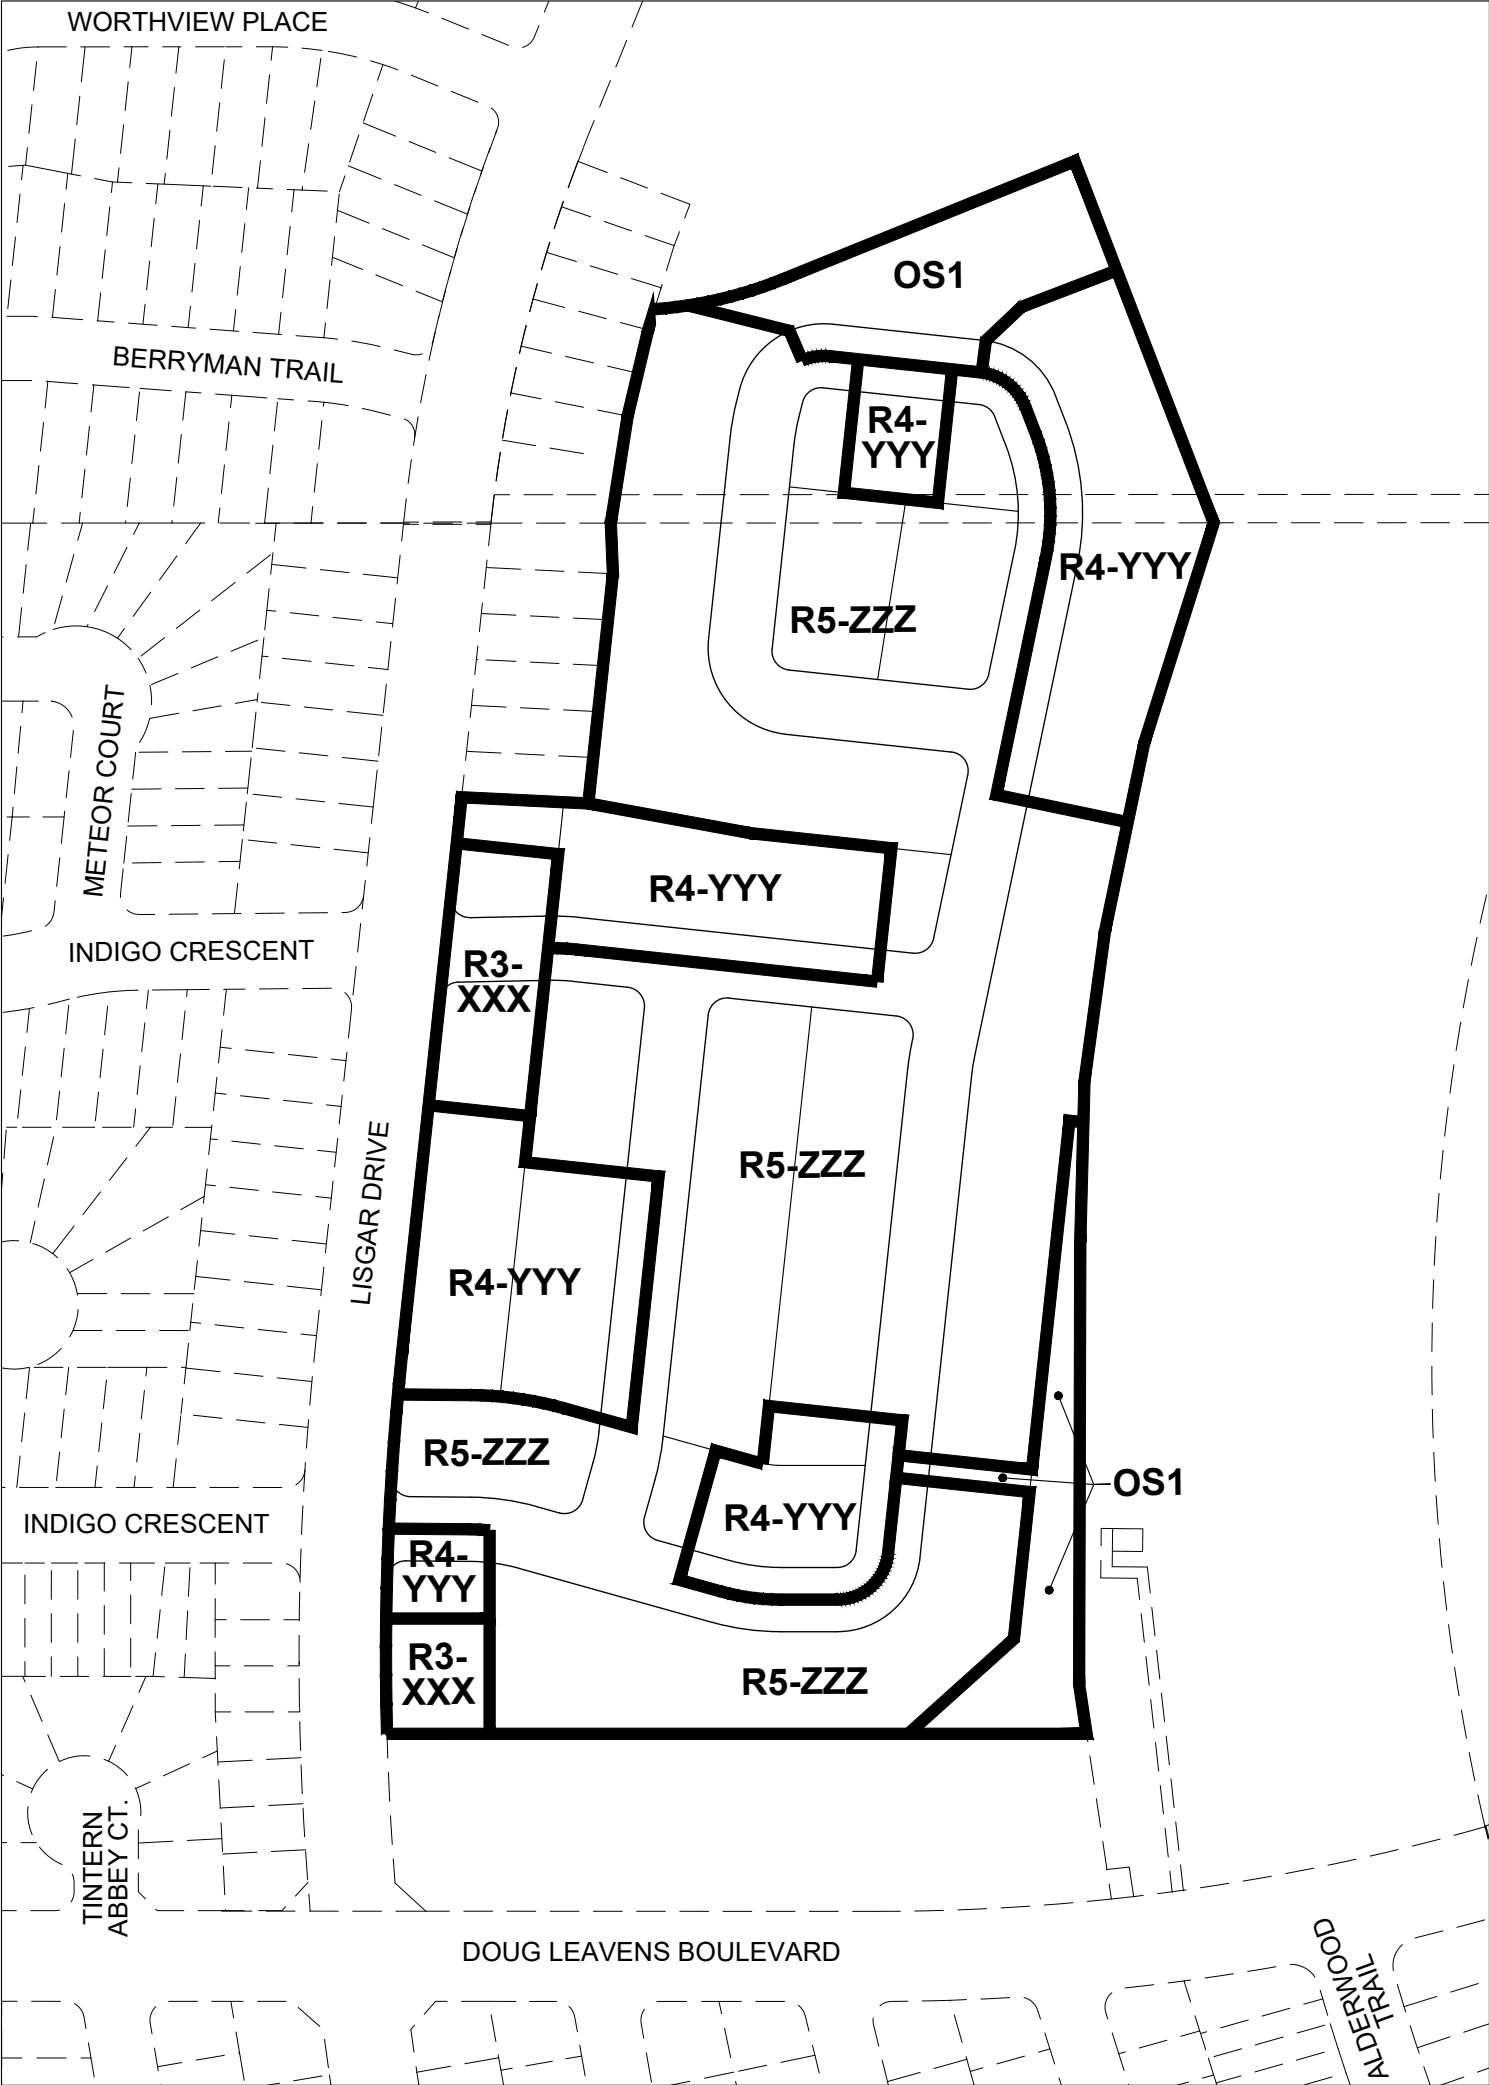 WORTHVIEW PLACE
OS1
BERRYMAN TRAIL
R4-
YYY
R4-YYY
R5-ZZZ
METEOR COURT
R4-YYY
INDIGO CRESCENT
R3-
XXX
LISGAR DRIVE
R5-ZZZ
R4-YYY
R5-ZZZ
OS1
INDIGO CRESCENT
R4-YYY
R4-
YYY
R3-
XXX
R5-ZZZ
TINTERN
ABBEY CT.
DOUG LEAVENS BOULEVARD
ALDERWOOD
TRAIL